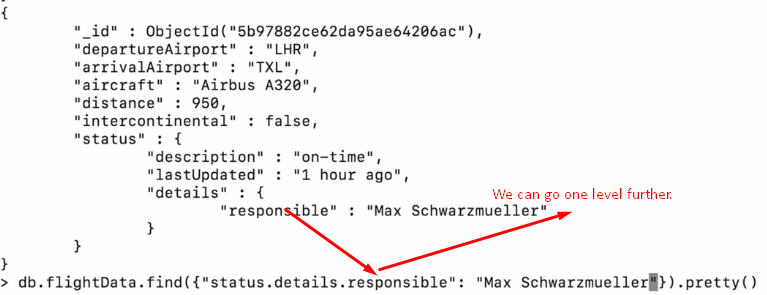 {
"_id" : ObjectId("5b97882ce62da95ae64206ac"),
"departureAirport" : "LHR",
"arrivalAirport" : "TXL",
"aircraft" : "Airbus A320",
"distance" : 950,
"intercontinental" : false,
"status" : {
"description" : "on-time",
"lastUpdated" : "1 hour ago",
"details" : {
We can go one level further.
"responsible" : "Max Schwarzmueller"
}
}
}
> db.flightData.find({"status.details.responsible": "Max Schwarzmueller"}).pretty()